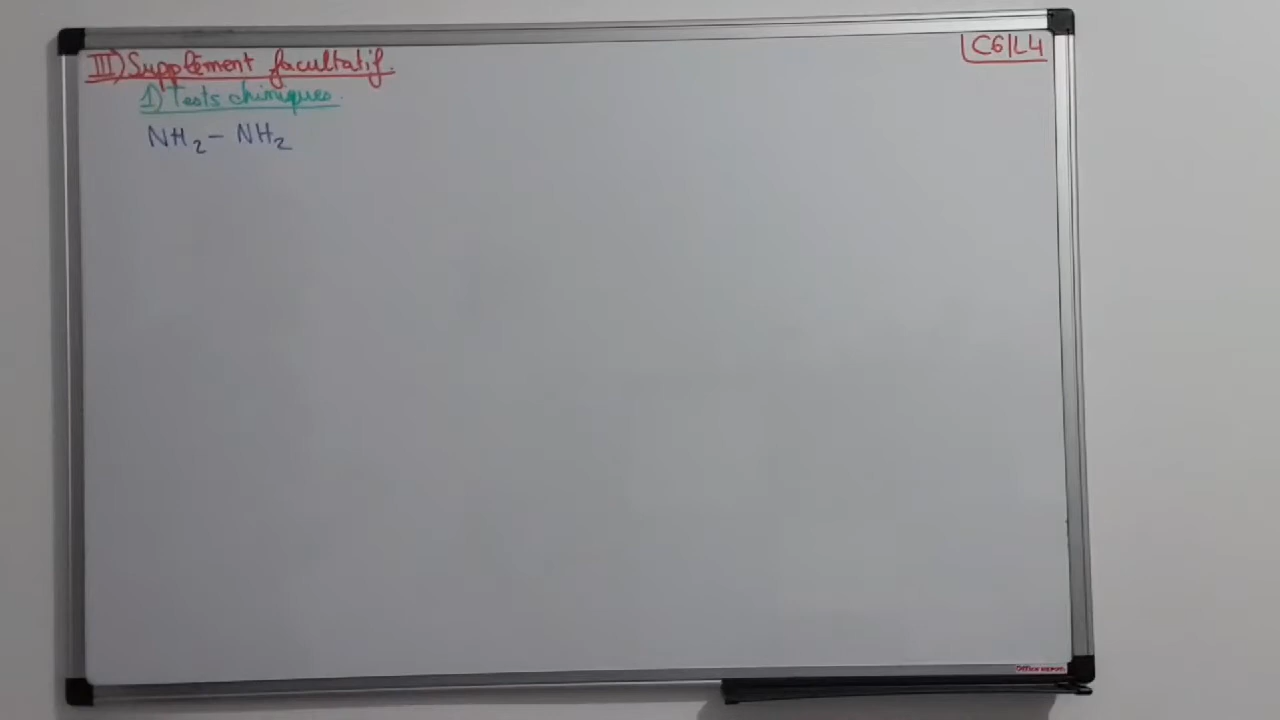 III) Supplément facultatif.
C6/L4
1) Tests chimiques.
NH₂ - NH₂